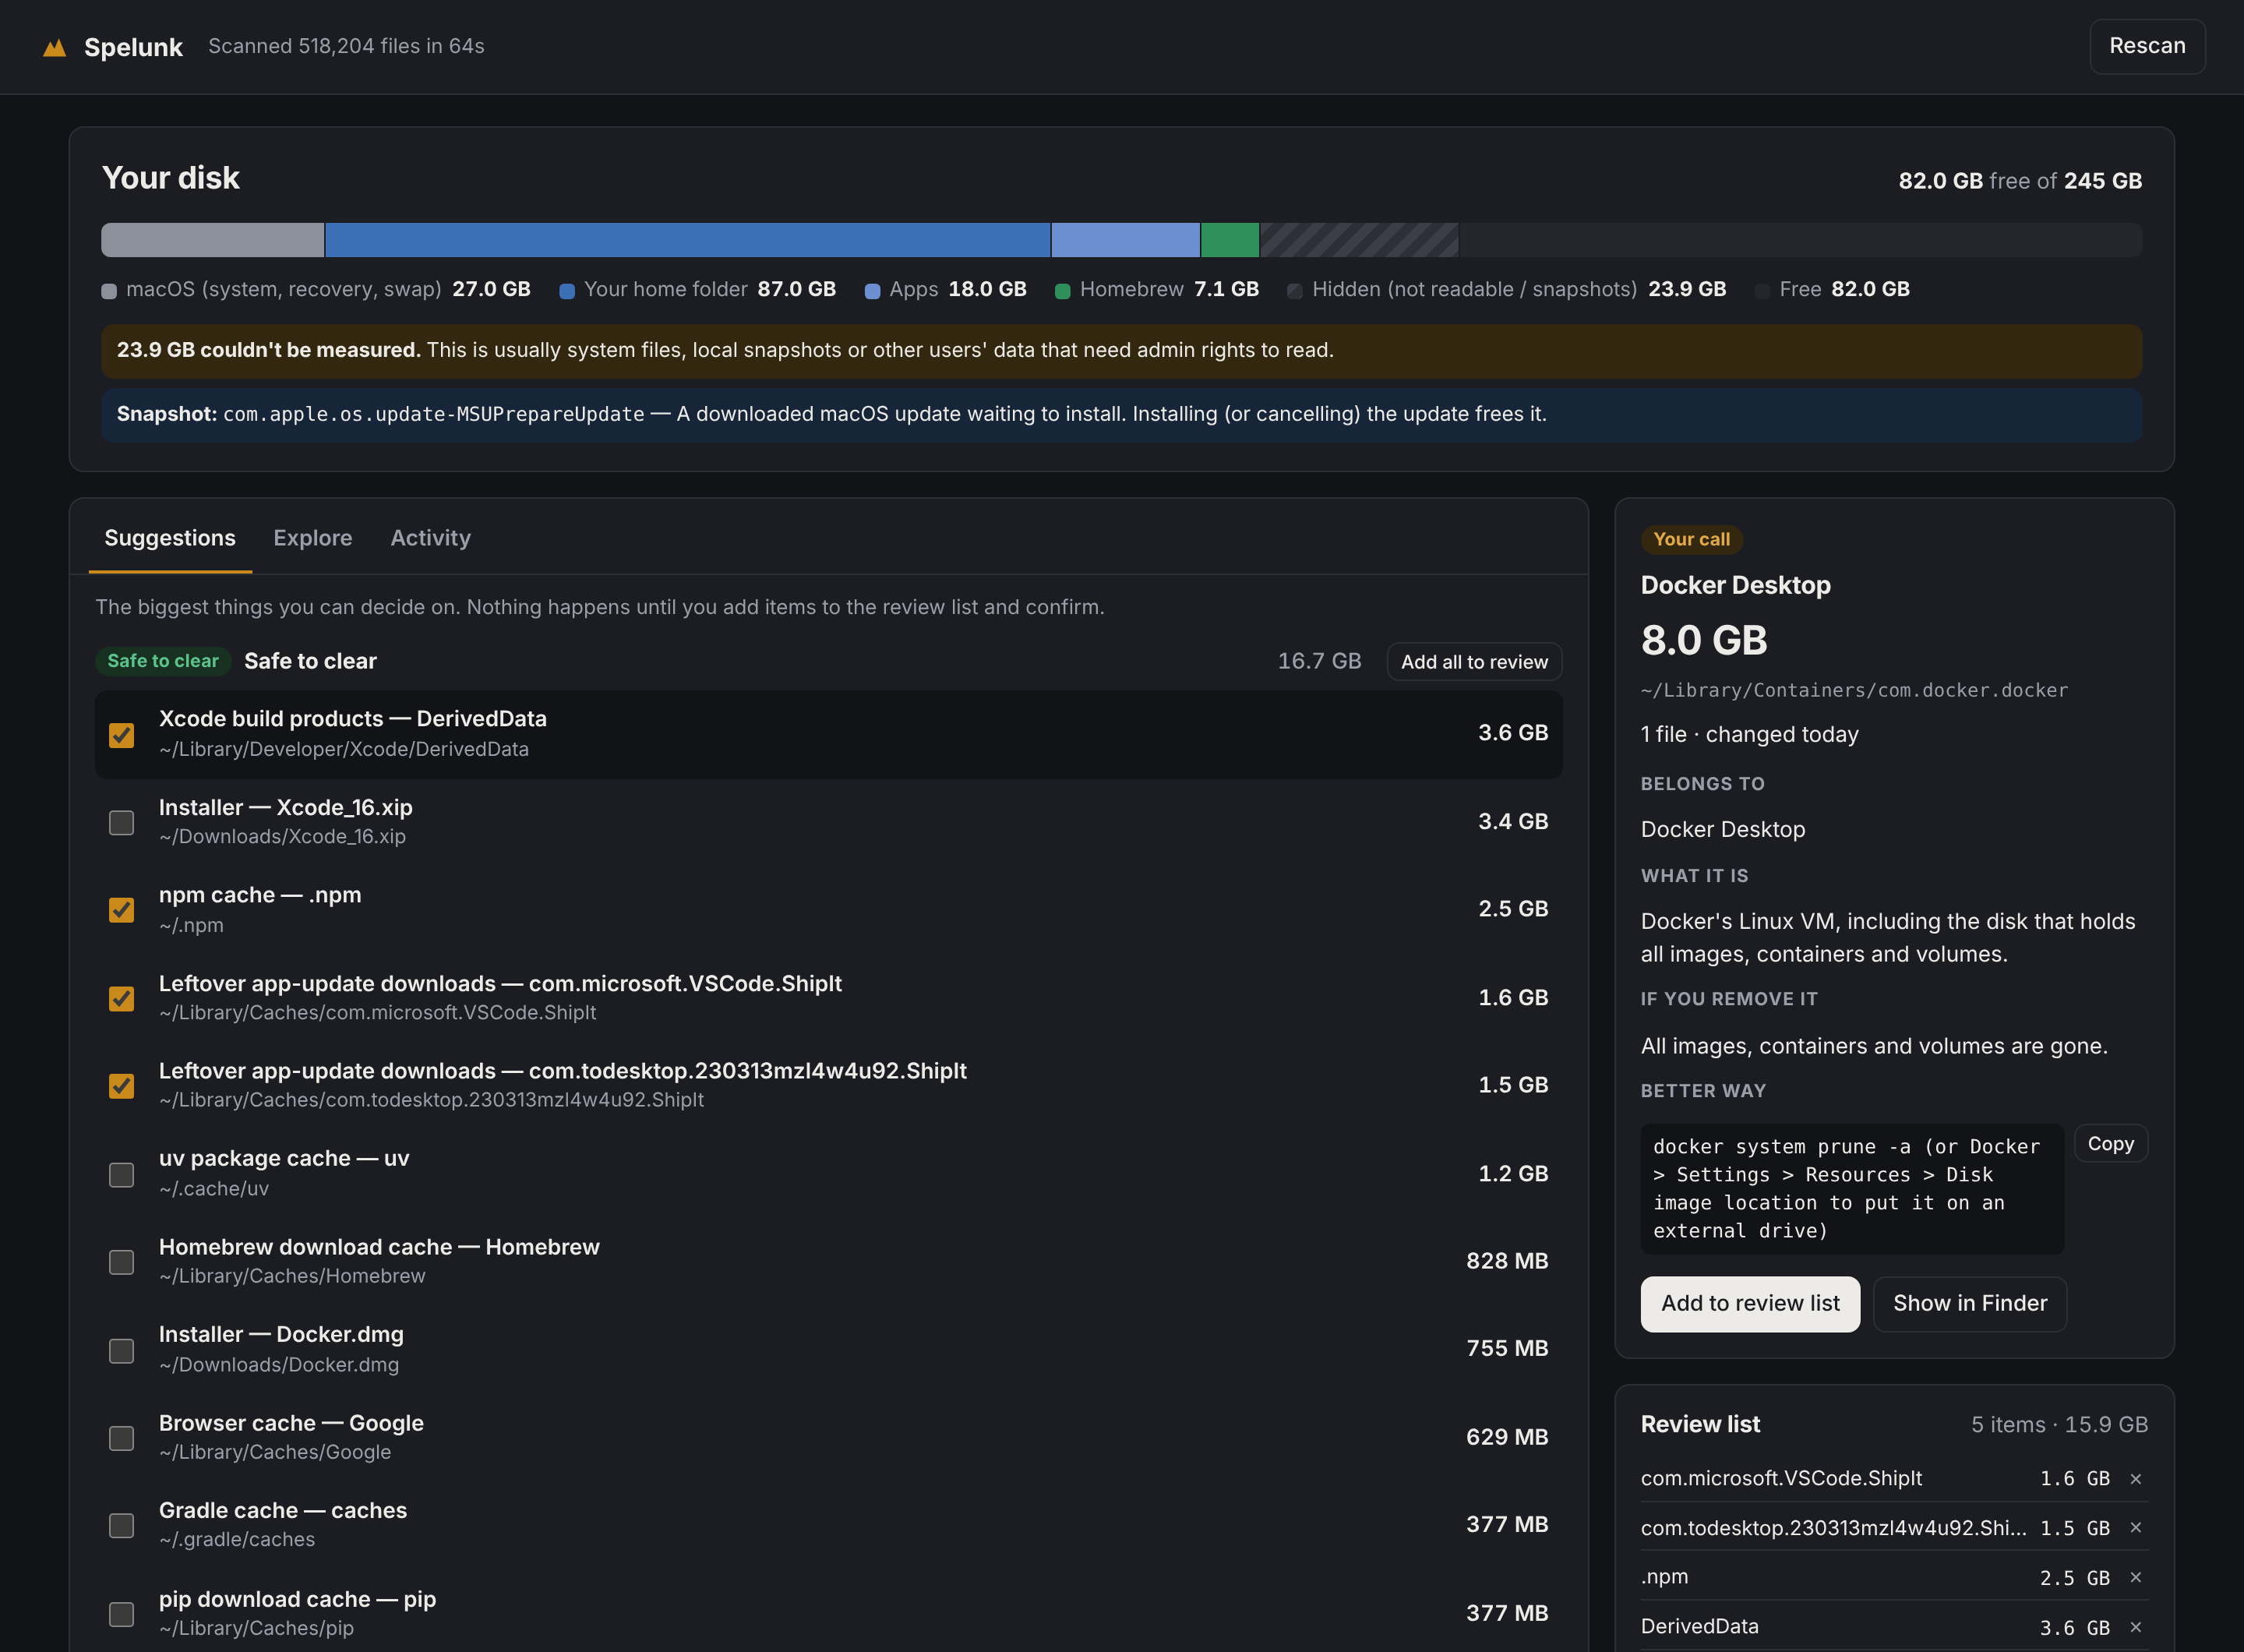 Spelunk
Scanned 518,204 files in 64s
Rescan
Your disk
82.0 GB free of 245 GB
macOS (system, recovery, swap) 27.0 GB
Your home folder 87.0 GB
Apps 18.0 GB
Homebrew 7.1 GB
Hidden (not readable / snapshots) 23.9 GB
Free 82.0 GB
23.9 GB couldn't be measured. This is usually system files, local snapshots or other users' data that need admin rights to read.
Snapshot: com.apple.os.update-MSUPrepareUpdate — A downloaded macOS update waiting to install. Installing (or cancelling) the update frees it.
Suggestions
Explore
Activity
The biggest things you can decide on. Nothing happens until you add items to the review list and confirm.
Safe to clear
Safe to clear
16.7 GB
Add all to review
Xcode build products — DerivedData
~/Library/Developer/Xcode/DerivedData
3.6 GB
Installer — Xcode_16.xip
~/Downloads/Xcode_16.xip
3.4 GB
npm cache — .npm
~/.npm
2.5 GB
Leftover app-update downloads — com.microsoft.VSCode.ShipIt
~/Library/Caches/com.microsoft.VSCode.ShipIt
1.6 GB
Leftover app-update downloads — com.todesktop.230313mzl4w4u92.ShipIt
~/Library/Caches/com.todesktop.230313mzl4w4u92.ShipIt
1.5 GB
uv package cache — uv
~/.cache/uv
1.2 GB
Homebrew download cache — Homebrew
~/Library/Caches/Homebrew
828 MB
Installer — Docker.dmg
~/Downloads/Docker.dmg
755 MB
Browser cache — Google
~/Library/Caches/Google
629 MB
Gradle cache — caches
~/.gradle/caches
377 MB
pip download cache — pip
~/Library/Caches/pip
377 MB
Your call
Docker Desktop
8.0 GB
~/Library/Containers/com.docker.docker
1 file · changed today
BELONGS TO
Docker Desktop
WHAT IT IS
Docker's Linux VM, including the disk that holds
all images, containers and volumes.
IF YOU REMOVE IT
All images, containers and volumes are gone.
BETTER WAY
docker system prune -a (or Docker
> Settings > Resources > Disk
image location to put it on an
external drive)
Copy
Add to review list
Show in Finder
Review list
5 items · 15.9 GB
com.microsoft.VSCode.ShipIt 1.6 GB ×
com.todesktop.230313mzl4w4u92.Shi... 1.5 GB ×
.npm 2.5 GB ×
DerivedData 3.6 GB ×